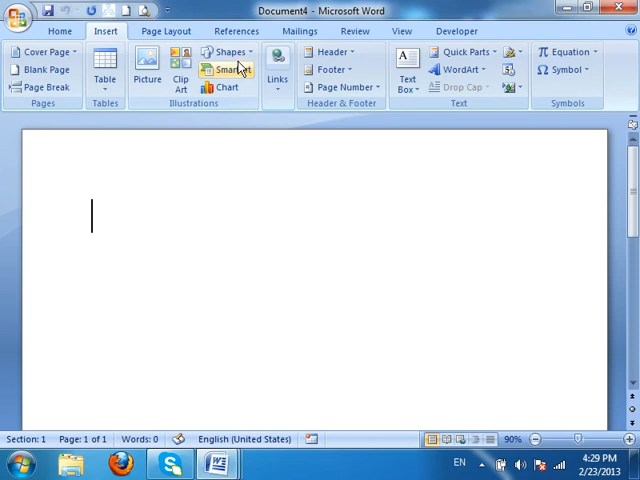 Document4 - Microsoft Word
Home Insert Page Layout References Mailings Review View Developer
Cover Page
Blank Page
Page Break
Pages
Table
Tables
Picture
Clip
Art
Shapes
Chart
Illustrations
Links
Header
Footer
Page Number
Header & Footer
Text
Box
Quick Parts
WordArt
Drop Cap
Text
Equation
Symbol
Symbols
Section: 1 Page: 1 of 1 Words: 0 English (United States) 90%
EN 4:29 PM
2/23/2013